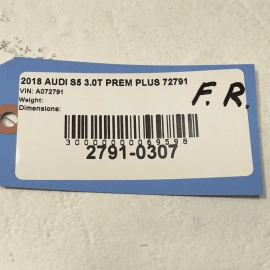 2018 AUDI S5 3.0T PREM PLUS 72791
VIN: A072791
Weight:
Dimensions:
F.R.
3000000069598
2791-0307